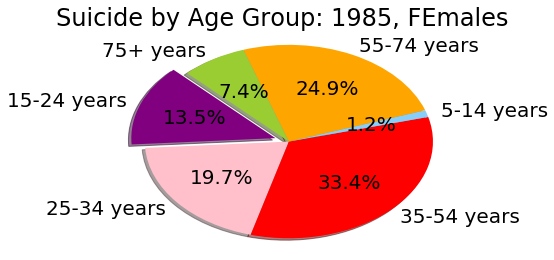 Suicide by Age Group: 1985, FEmales
75+ years
55-74 years
15-24 years
7.4%
24.9%
13.5%
1.2%
5-14 years
19.7%
33.4%
25-34 years
35-54 years